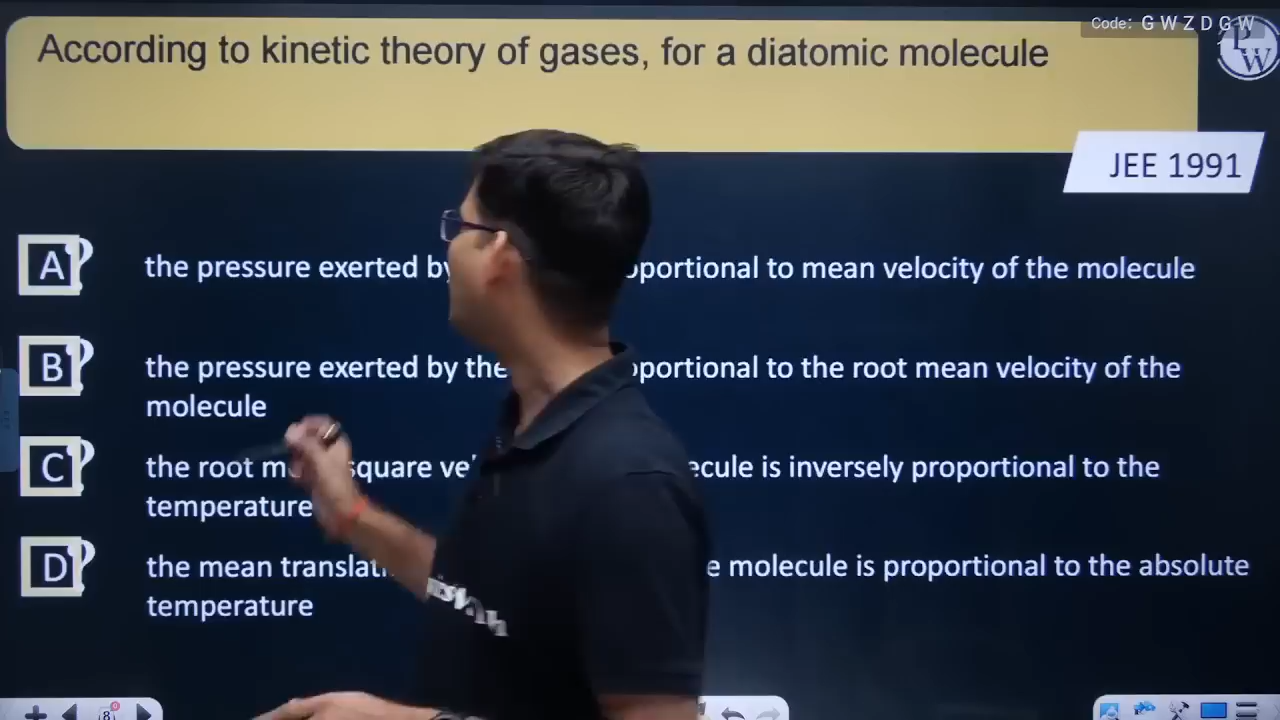 Code: G W Z D G W
According to kinetic theory of gases, for a diatomic molecule
P
W
JEE 1991
A? the pressure exerted by portional to mean velocity of the molecule
B? the pressure exerted by the portional to the root mean velocity of the
molecule
C? the root square ve ecule is inversely proportional to the
temperature
D? the mean translat e molecule is proportional to the absolute
temperature
8